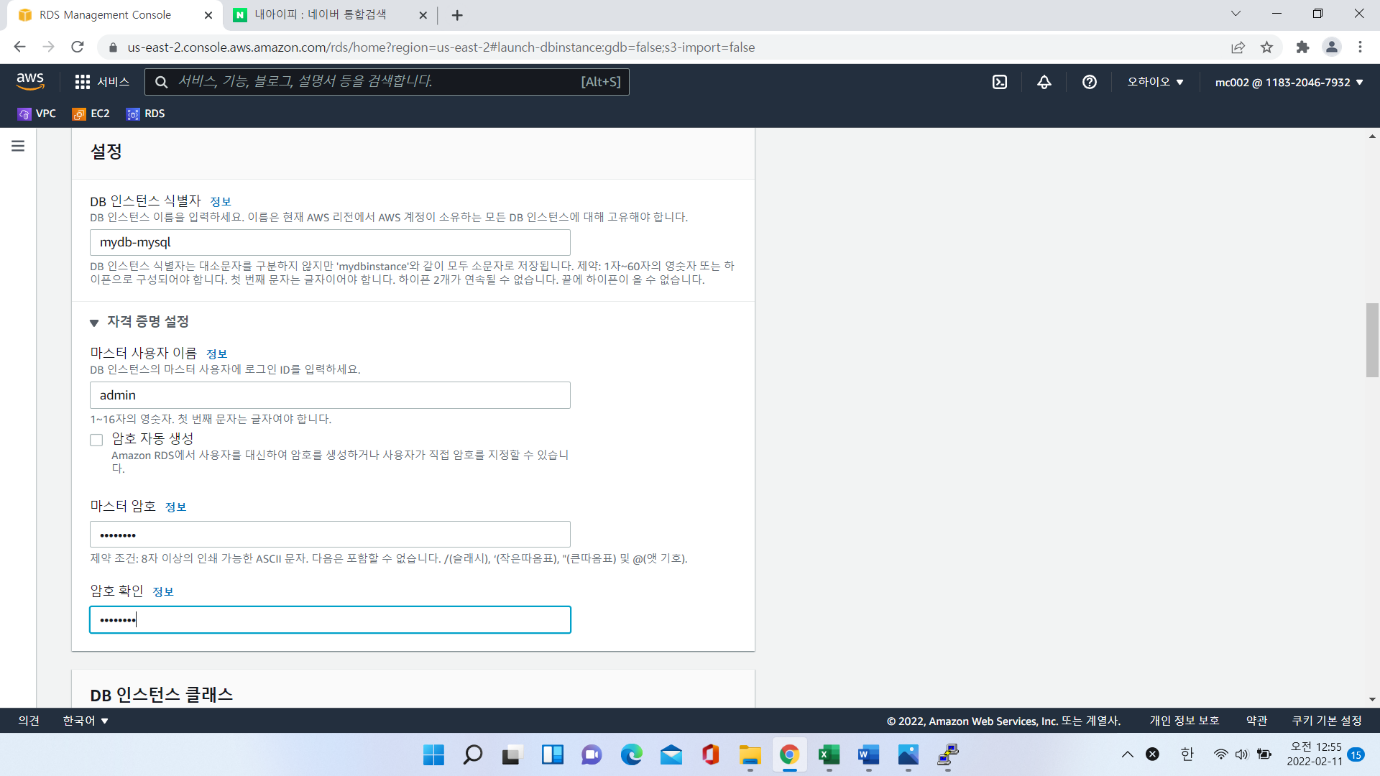 RDS Management Console
내아이피 : 네이버 통합검색
us-east-2.console.aws.amazon.com/rds/home?region=us-east-2#launch-dbinstance:gdb=false;s3-import=false
aws
서비스
서비스, 기능, 블로그, 설명서 등을 검색합니다.
[Alt+S]
오하이오 ▼
mc002 @ 1183-2046-7932 ▼
VPC
EC2
RDS
설정
DB 인스턴스 식별자 정보
DB 인스턴스 이름을 입력하세요. 이름은 현재 AWS 리전에서 AWS 계정이 소유하는 모든 DB 인스턴스에 대해 고유해야 합니다.
mydb-mysql
DB 인스턴스 식별자는 대소문자를 구분하지 않지만 'mydbinstance'와 같이 모두 소문자로 저장됩니다. 제약: 1자~60자의 영숫자 또는 하
이픈으로 구성되어야 합니다. 첫 번째 문자는 글자이어야 합니다. 하이픈 2개가 연속될 수 없습니다. 끝에 하이픈이 올 수 없습니다.
▼ 자격 증명 설정
마스터 사용자 이름 정보
DB 인스턴스의 마스터 사용자에 로그인 ID를 입력하세요.
admin
1~16자의 영숫자. 첫 번째 문자는 글자여야 합니다.
암호 자동 생성
Amazon RDS에서 사용자를 대신하여 암호를 생성하거나 사용자가 직접 암호를 지정할 수 있습니
다.
마스터 암호 정보
••••••••
제약 조건: 8자 이상의 인쇄 가능한 ASCII 문자. 다음은 포함할 수 없습니다. /(슬래시), '(작은따옴표), "(큰따옴표) 및 @(앳 기호).
암호 확인 정보
••••••••
DB 인스턴스 클래스
의견
한국어 ▼
© 2022, Amazon Web Services, Inc. 또는 계열사.
개인 정보 보호
약관
쿠키 기본 설정
한
오전 12:55
2022-02-11
15